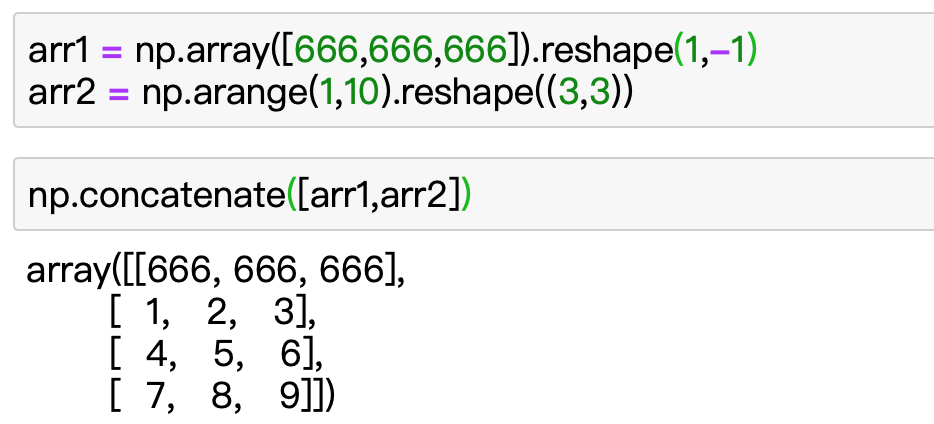 arr1 = np.array([666,666,666]).reshape(1,−1)
arr2 = np.arange(1,10).reshape((3,3))
np.concatenate([arr1,arr2])
array([[666, 666, 666],
[ 1, 2, 3],
[ 4, 5, 6],
[ 7, 8, 9]])